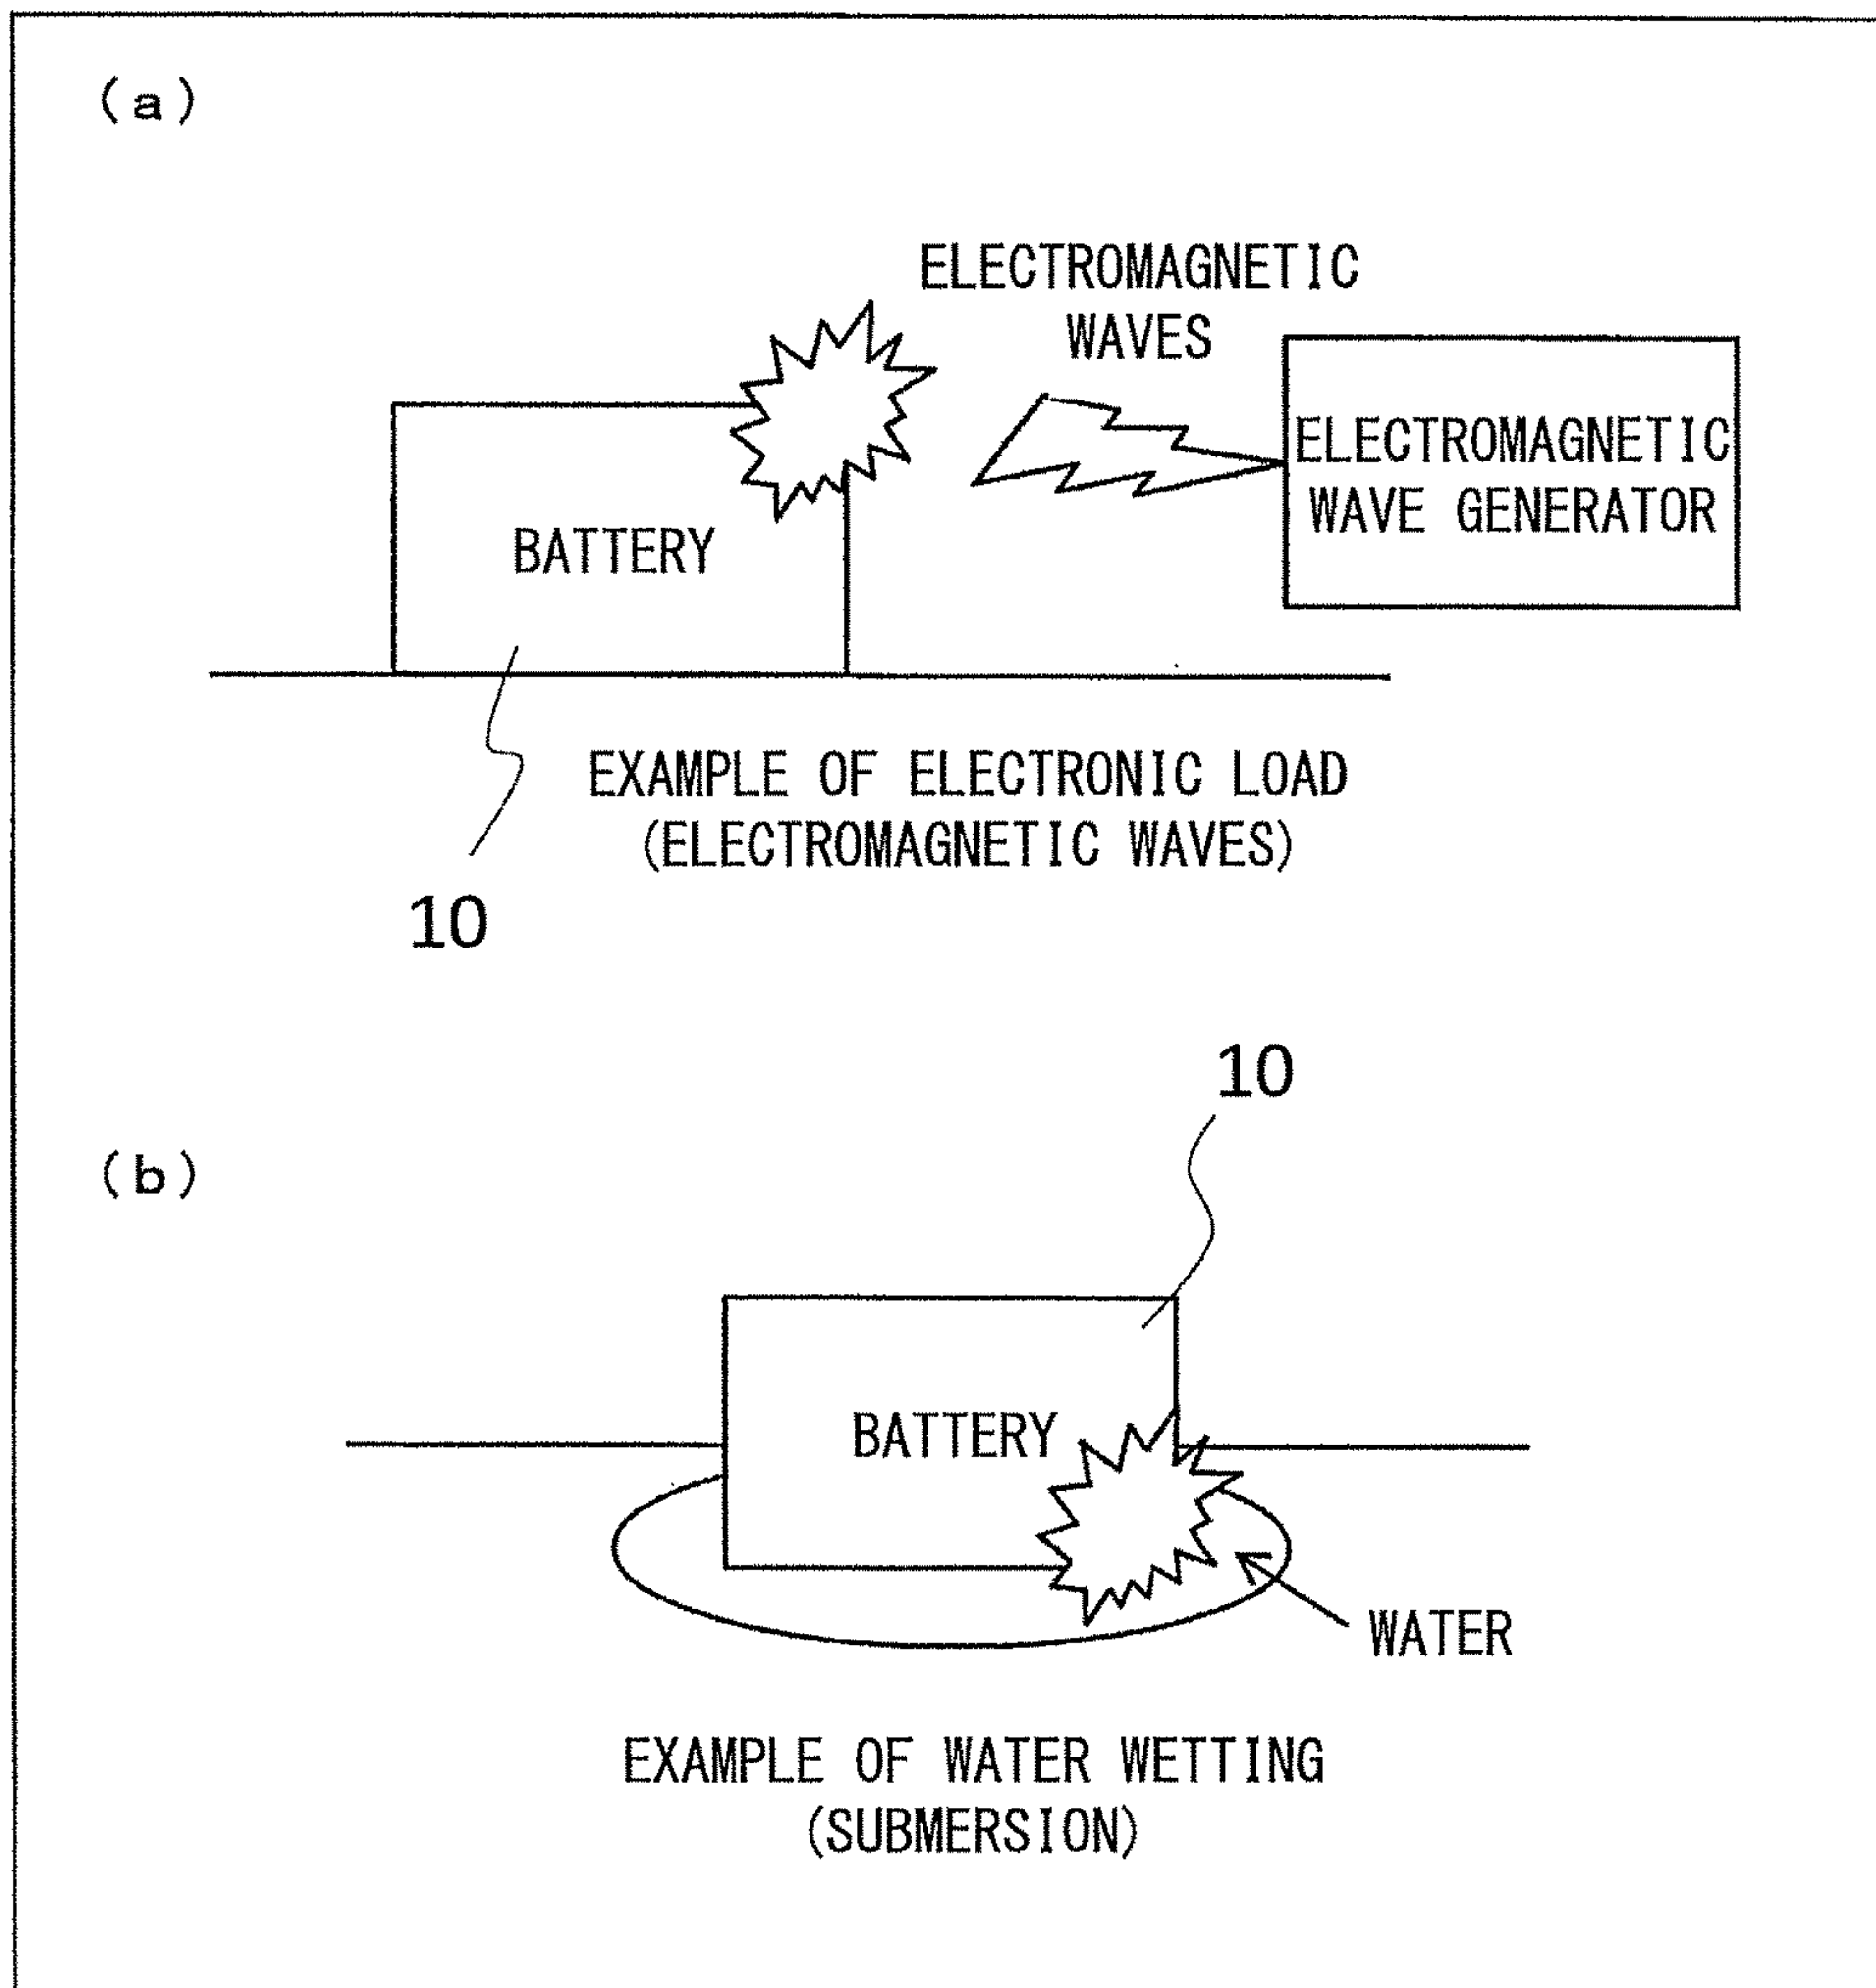 (a)
ELECTROMAGNETIC
WAVES
ELECTROMAGNETIC
WAVE GENERATOR
BATTERY
EXAMPLE OF ELECTRONIC LOAD
(ELECTROMAGNETIC WAVES)
10
10
(b)
BATTERY
WATER
EXAMPLE OF WATER WETTING
(SUBMERSION)